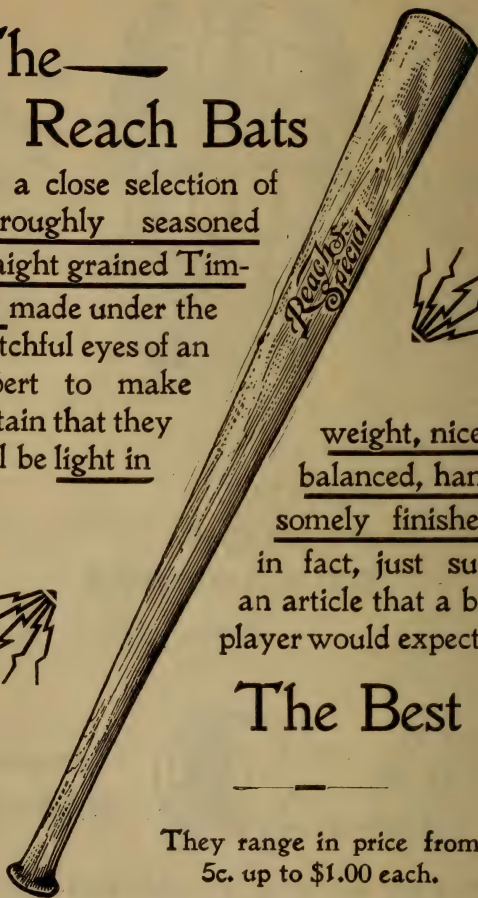 The
Reach Bats
a close selection of
roughly seasoned
aight grained Tim-
made under the
tchful eyes of an
pert to make
tain that they
l be light in
Reach's
Special
weight, nice
balanced, han
somely finishe
in fact, just su
an article that a b
player would expect
The Best
They range in price from
5c. up to $1.00 each.